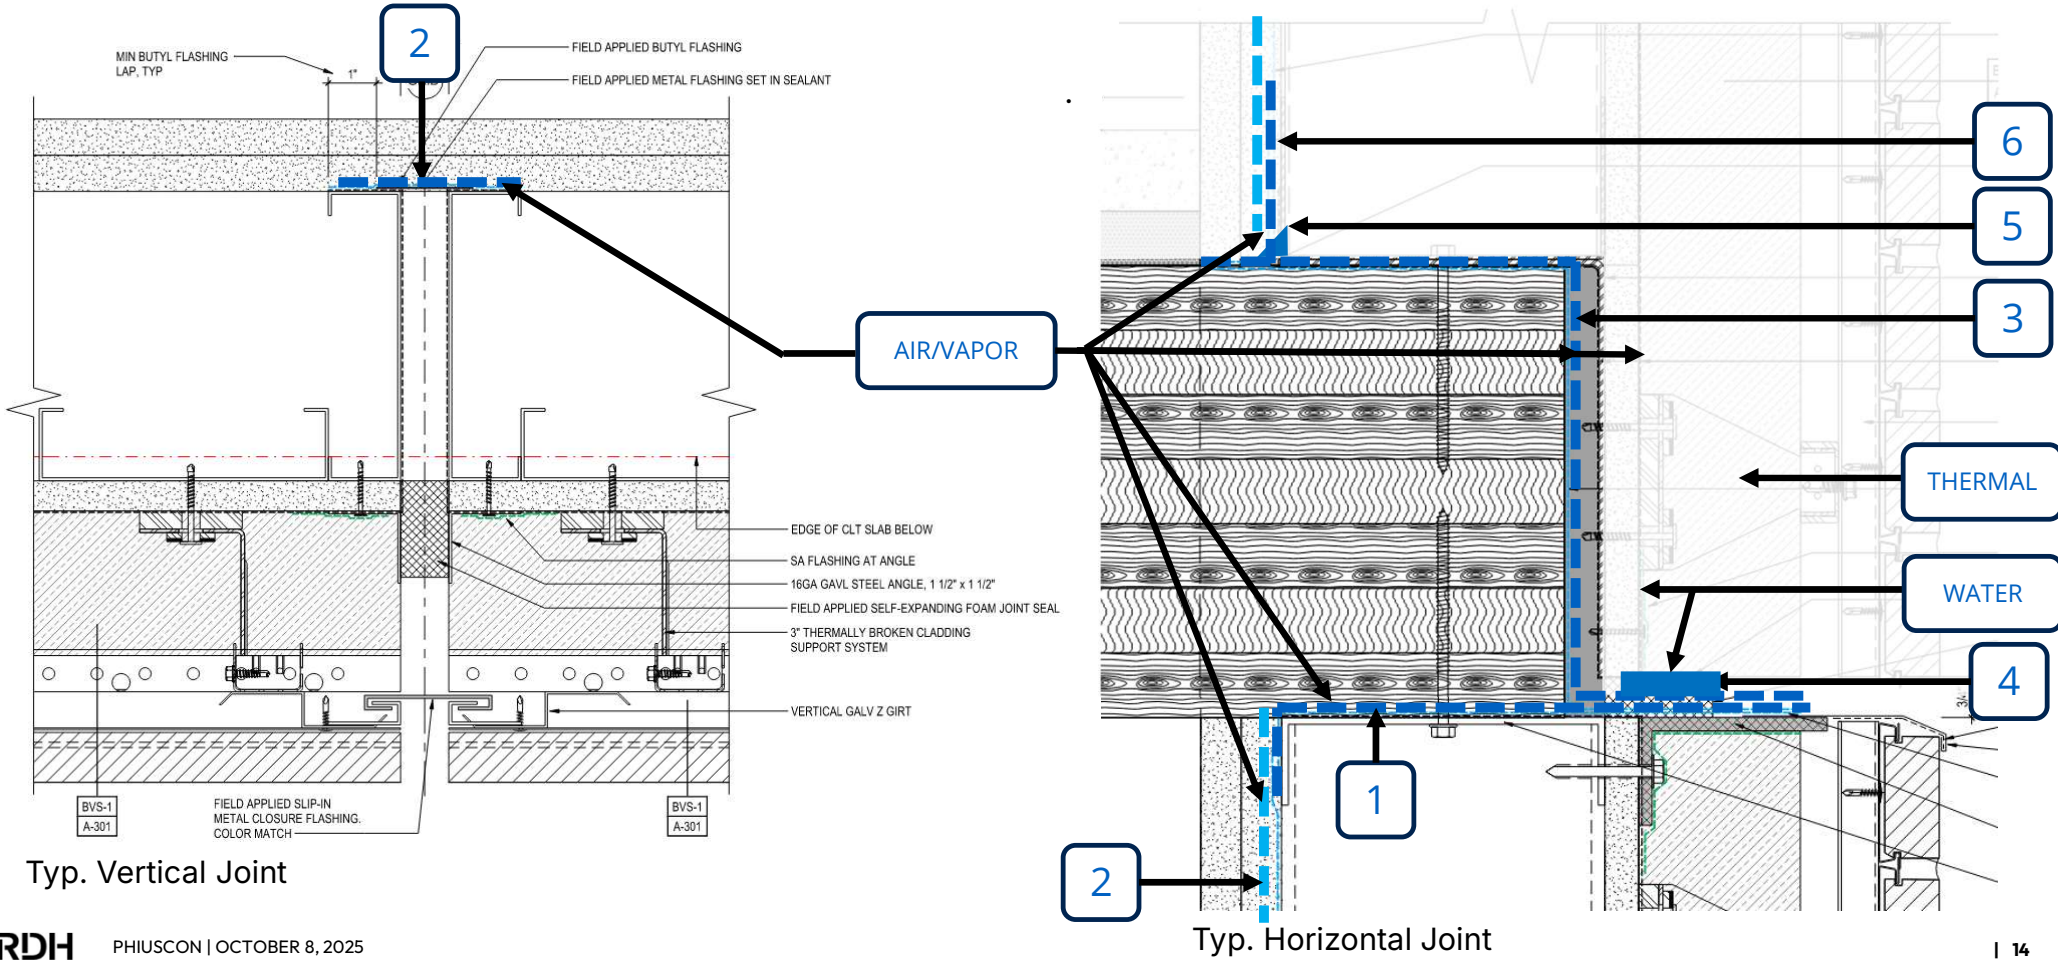 2
MIN BUTYL FLASHING
LAP, TYP
1"
FIELD APPLIED BUTYL FLASHING
FIELD APPLIED METAL FLASHING SET IN SEALANT
EDGE OF CLT SLAB BELOW
SA FLASHING AT ANGLE
16GA GAVL STEEL ANGLE, 1 1/2" x 1 1/2"
FIELD APPLIED SELF-EXPANDING FOAM JOINT SEAL
3" THERMALLY BROKEN CLADDING
SUPPORT SYSTEM
VERTICAL GALV Z GIRT
BVS-1
A-301
FIELD APPLIED SLIP-IN
METAL CLOSURE FLASHING.
COLOR MATCH
BVS-1
A-301
Typ. Vertical Joint
AIR/VAPOR
6
5
3
THERMAL
WATER
4
1
2
Typ. Horizontal Joint
RDH
PHIUSCON | OCTOBER 8, 2025
| 14